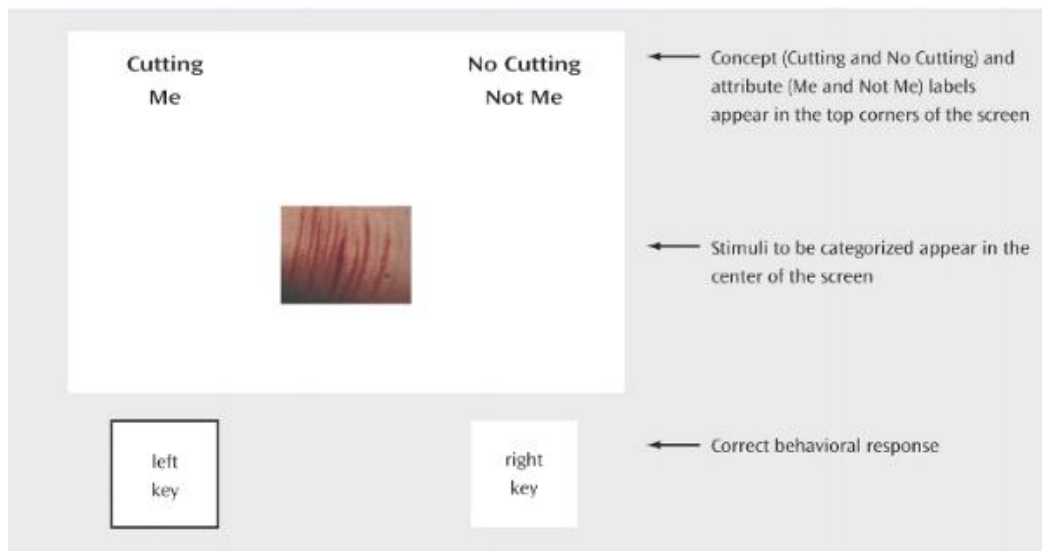 Cutting
Me
No Cutting
Not Me
Concept (Cutting and No Cutting) and
attribute (Me and Not Me) labels
appear in the top corners of the screen
Stimuli to be categorized appear in the
center of the screen
left
key
right
key
Correct behavioral response